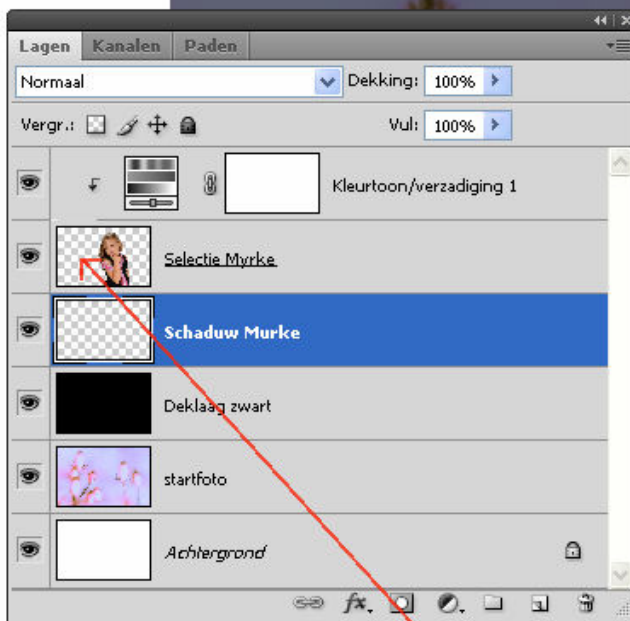 Lagen Kanalen Paden
Normaal Dekking: 100%
Vergr.: Vul: 100%
Kleurtoon/verzadiging 1
Selectie Myrke
Schaduw Murke
Deklaag zwart
startfoto
Achtergrond
fx.